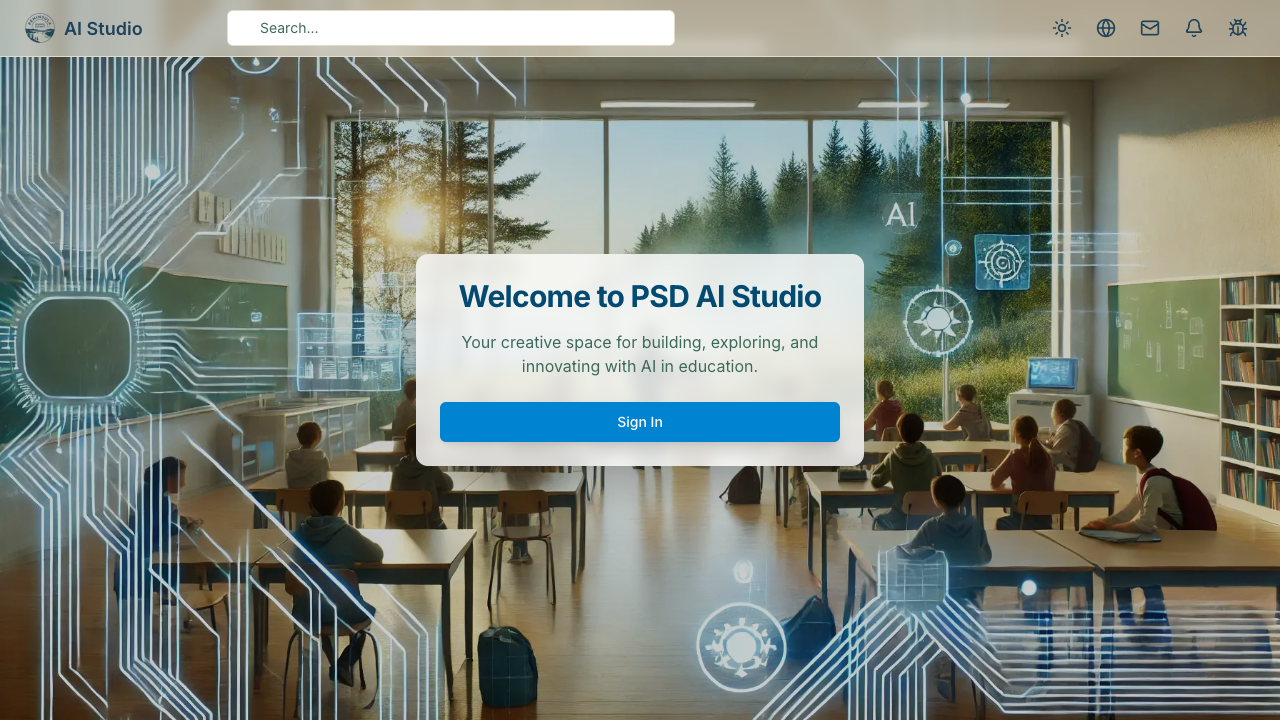 AI Studio
Search...
AI
Welcome to PSD AI Studio
Your creative space for building, exploring, and
innovating with AI in education.
Sign In